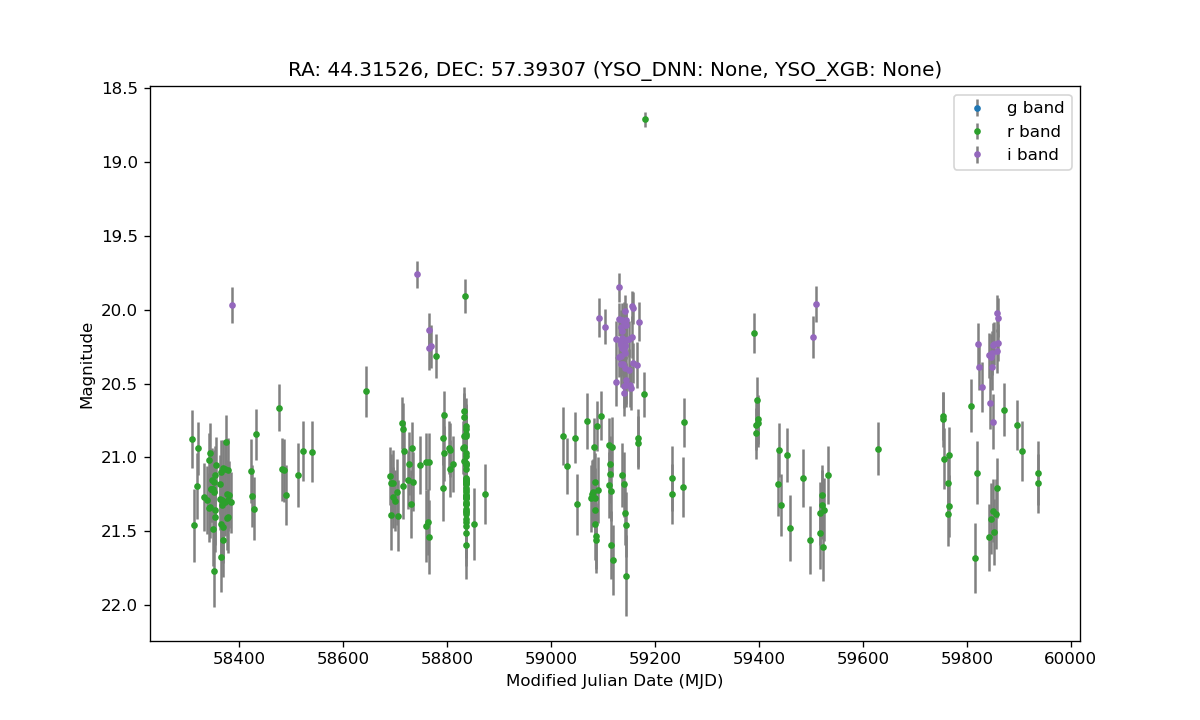 RA: 44.31526, DEC: 57.39307 (YSO_DNN: None, YSO_XGB: None)
18.5
19.0
19.5
20.0
20.5
21.0
21.5
22.0
Magnitude
g band
r band
i band
58400 58600 58800 59000 59200 59400 59600 59800 60000
Modified Julian Date (MJD)